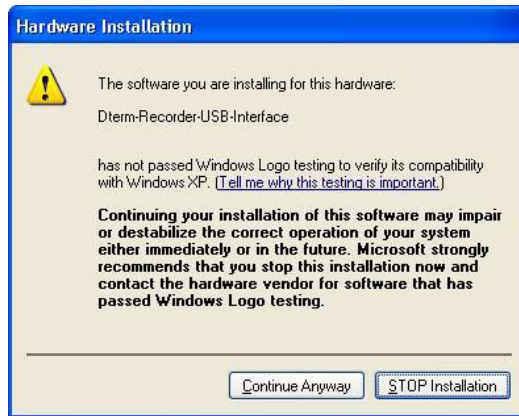 Hardware Installation
The software you are installing for this hardware:
Dterm-Recorder-USB-Interface
has not passed Windows Logo testing to verify its compatibility
with Windows XP. (Tell me why this testing is important.)
Continuing your installation of this software may impair
or destabilize the correct operation of your system
either immediately or in the future. Microsoft strongly
recommends that you stop this installation now and
contact the hardware vendor for software that has
passed Windows Logo testing.
Continue Anyway
STOP Installation